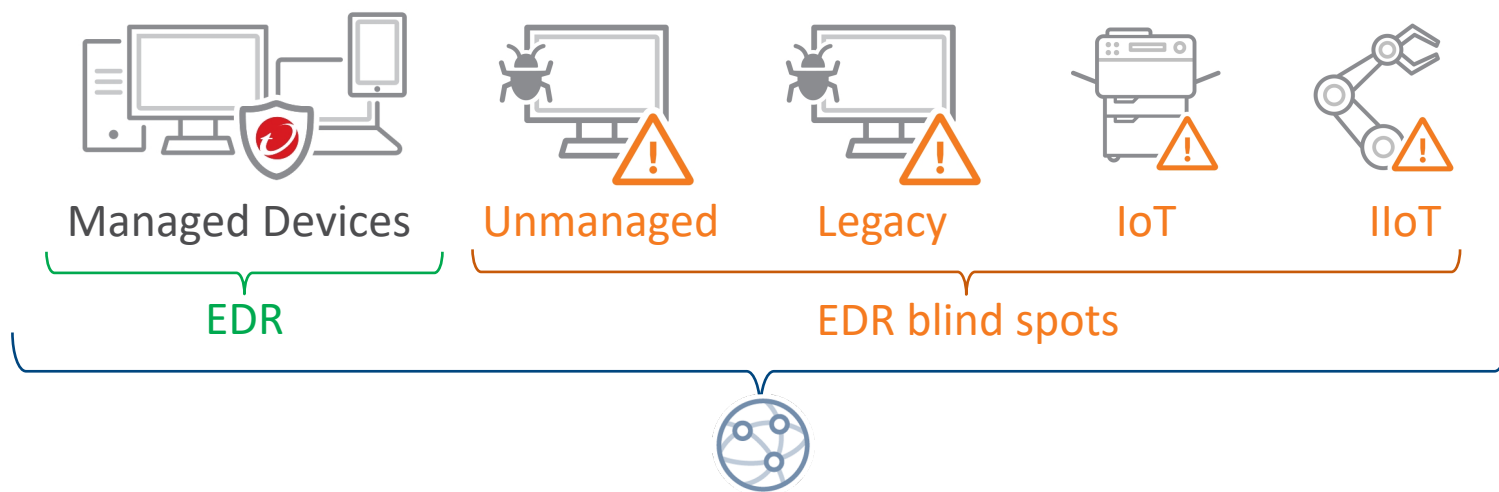 Managed Devices
Unmanaged
Legacy
IoT
IIoT
EDR
EDR blind spots